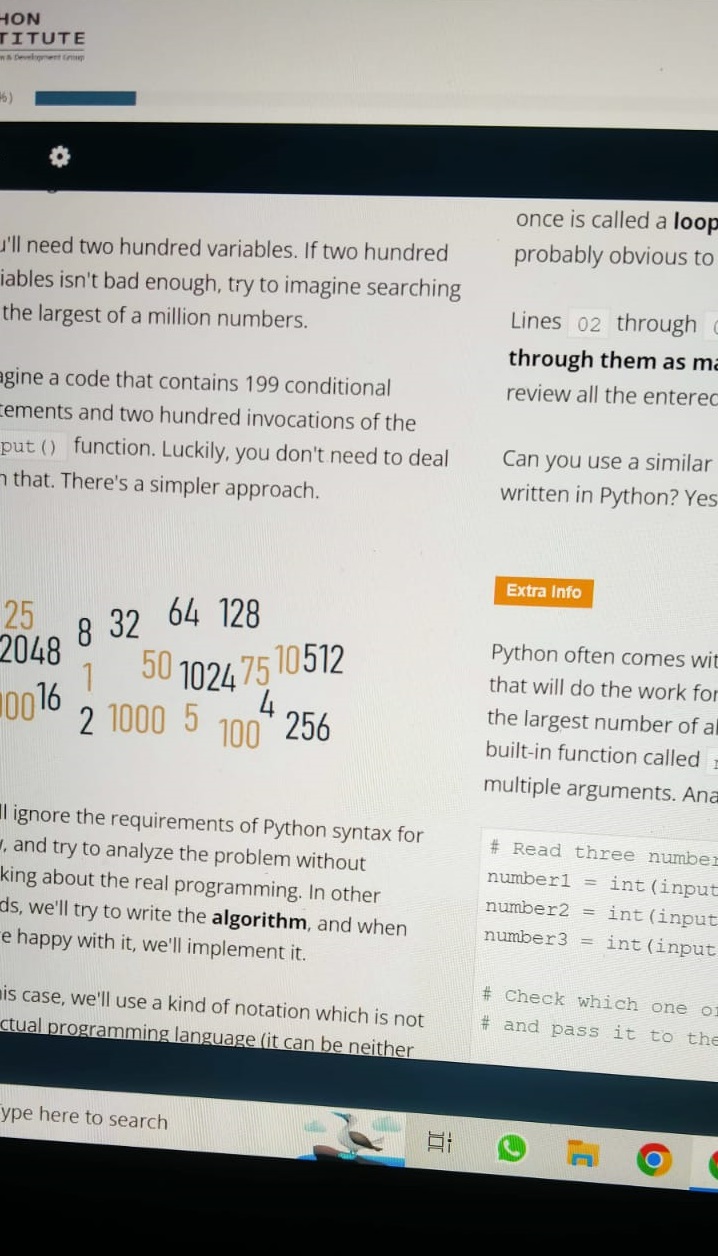 HON
TITUTE
& Development Group
%)
u'll need two hundred variables. If two hundred
iables isn't bad enough, try to imagine searching
the largest of a million numbers.
agine a code that contains 199 conditional
tements and two hundred invocations of the
put() function. Luckily, you don't need to deal
h that. There's a simpler approach.
25 8 32 64 128
2048 1 50 1024 75 10 512
000 16 2 1000 5 100 4 256
ll ignore the requirements of Python syntax for
, and try to analyze the problem without
king about the real programming. In other
ds, we'll try to write the algorithm, and when
e happy with it, we'll implement it.
his case, we'll use a kind of notation which is not
ctual programming language (it can be neither
once is called a loop
probably obvious to
Lines 02 through
through them as ma
review all the entered
Can you use a similar
written in Python? Yes
Extra Info
Python often comes wit
that will do the work for
the largest number of al
built-in function called
multiple arguments. Ana
# Read three number
number1 = int(input
number2 = int(input
number3 = int(input
# Check which one o
# and pass it to the
ype here to search